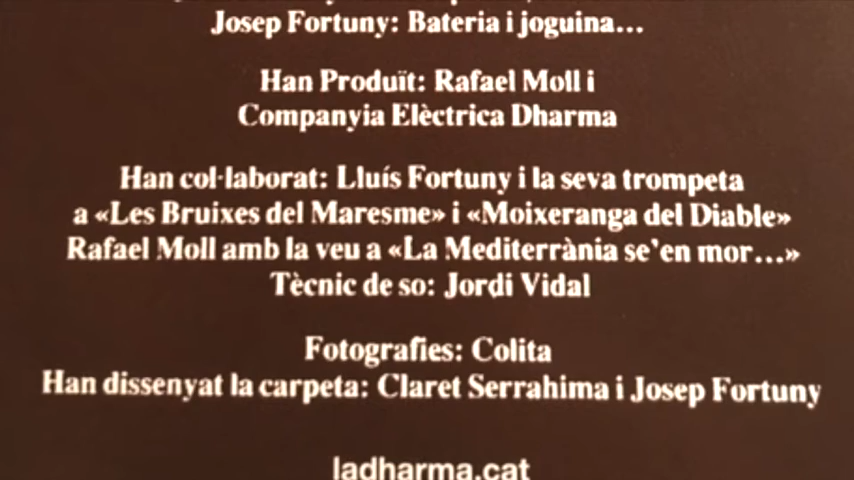 Josep Fortuny: Bateria i joguina...
Han Produït: Rafael Moll i
Companyia Elèctrica Dharma
Han col·laborat: Lluís Fortuny i la seva trompeta
a «Les Bruixes del Maresme» i «Moixeranga del Diable»
Rafael Moll amb la veu a «La Mediterrània se'en mor...»
Tècnic de so: Jordi Vidal
Fotografies: Colita
Han dissenyat la carpeta: Claret Serrahima i Josep Fortuny
ladharma.cat